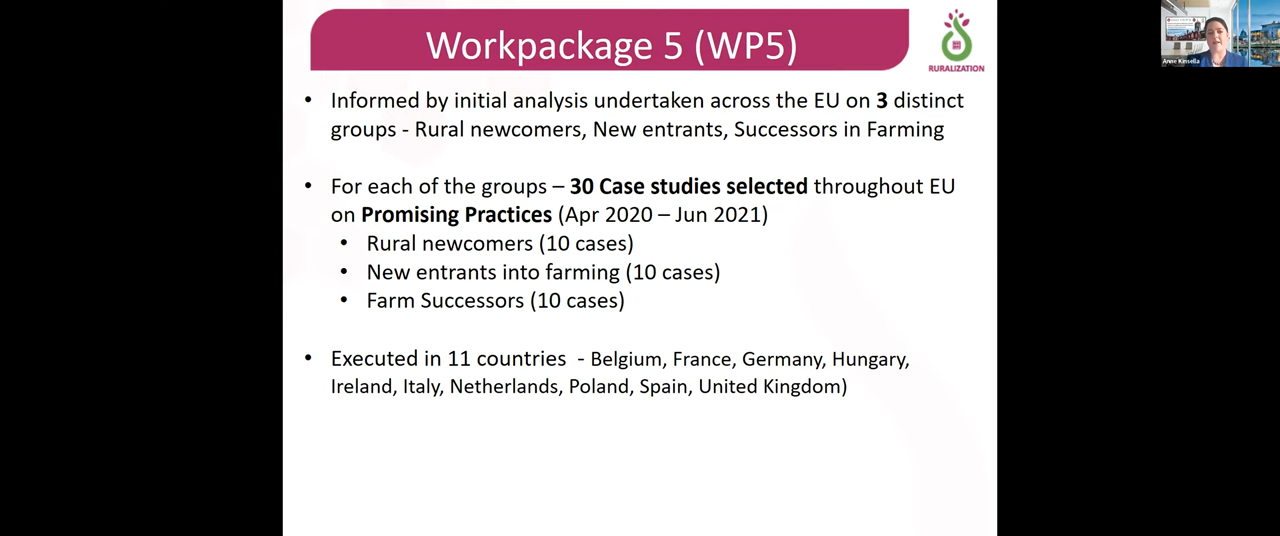 Workpackage 5 (WP5)
RURALIZATION
Anne Kinsella
• Informed by initial analysis undertaken across the EU on 3 distinct
groups - Rural newcomers, New entrants, Successors in Farming
• For each of the groups – 30 Case studies selected throughout EU
on Promising Practices (Apr 2020 – Jun 2021)
• Rural newcomers (10 cases)
• New entrants into farming (10 cases)
• Farm Successors (10 cases)
• Executed in 11 countries - Belgium, France, Germany, Hungary,
Ireland, Italy, Netherlands, Poland, Spain, United Kingdom)